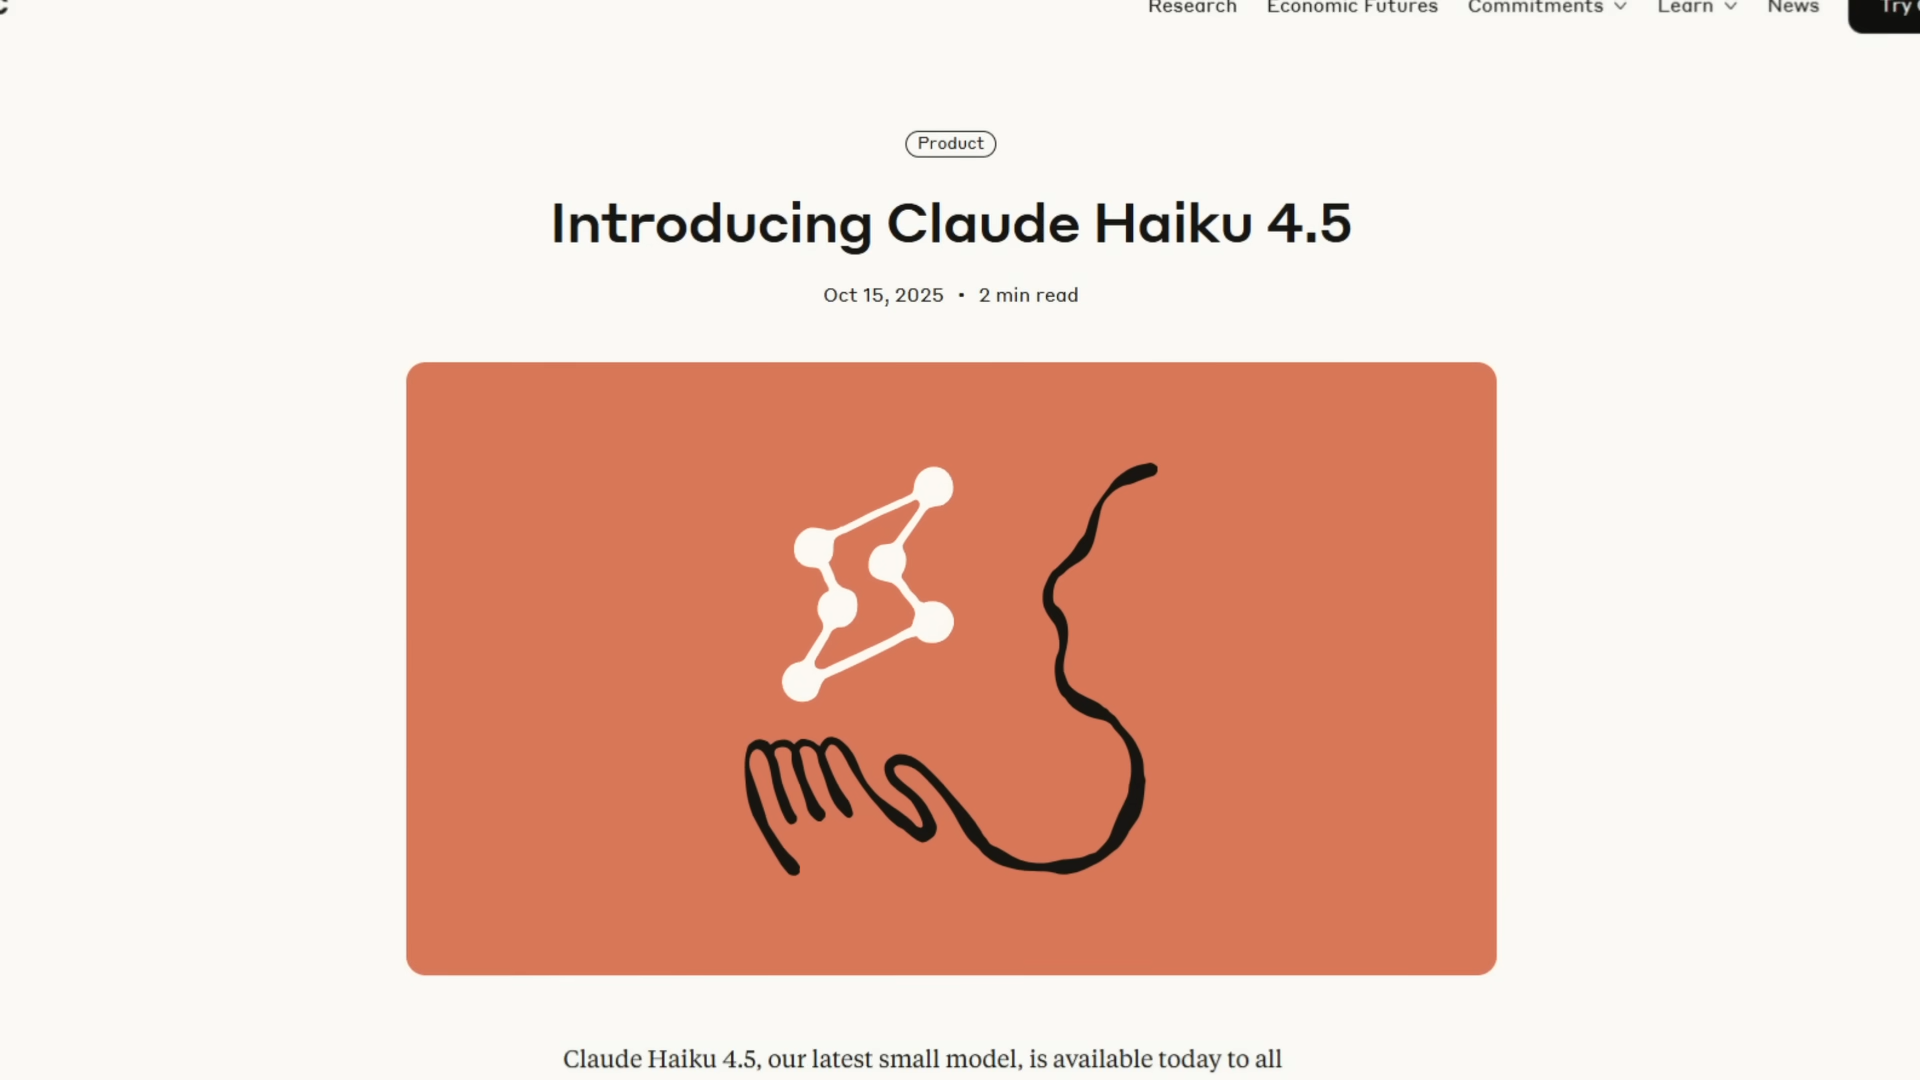 Research Economic Futures Commitments Learn News Try
Product
Introducing Claude Haiku 4.5
Oct 15, 2025 • 2 min read
Claude Haiku 4.5, our latest small model, is available today to all